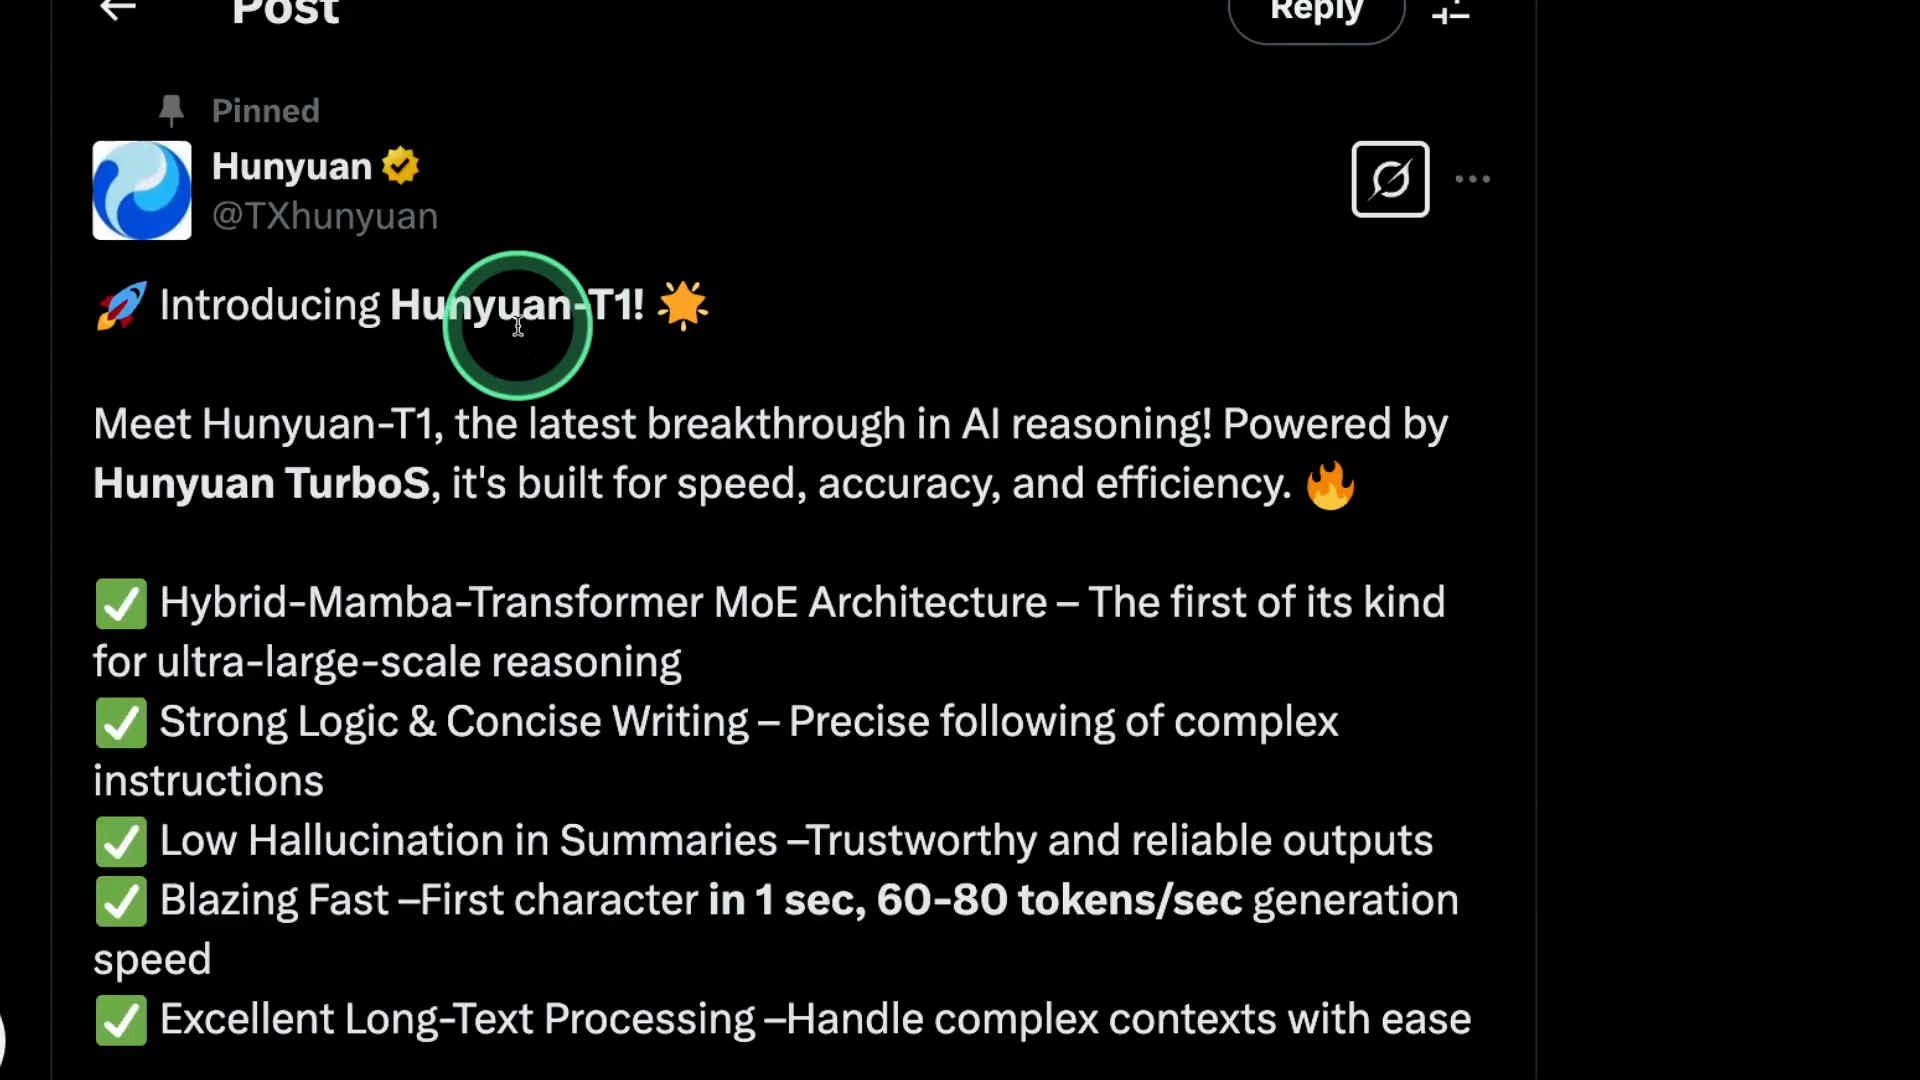 Post
Reply
Pinned
Hunyuan
@TXhunyuan
🚀 Introducing Hunyuan-T1! 🌟
Meet Hunyuan-T1, the latest breakthrough in AI reasoning! Powered by
Hunyuan TurboS, it's built for speed, accuracy, and efficiency. 🔥
✅ Hybrid-Mamba-Transformer MoE Architecture – The first of its kind
for ultra-large-scale reasoning
✅ Strong Logic & Concise Writing – Precise following of complex
instructions
✅ Low Hallucination in Summaries –Trustworthy and reliable outputs
✅ Blazing Fast –First character in 1 sec, 60-80 tokens/sec generation
speed
✅ Excellent Long-Text Processing –Handle complex contexts with ease